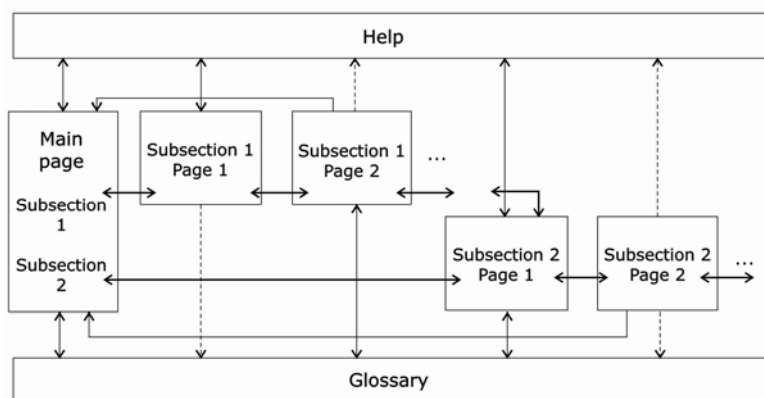 Help
Main
page
Subsection
1
Subsection
2
Subsection 1
Page 1
Subsection 1
Page 2
...
Subsection 2
Page 1
Subsection 2
Page 2
...
Glossary